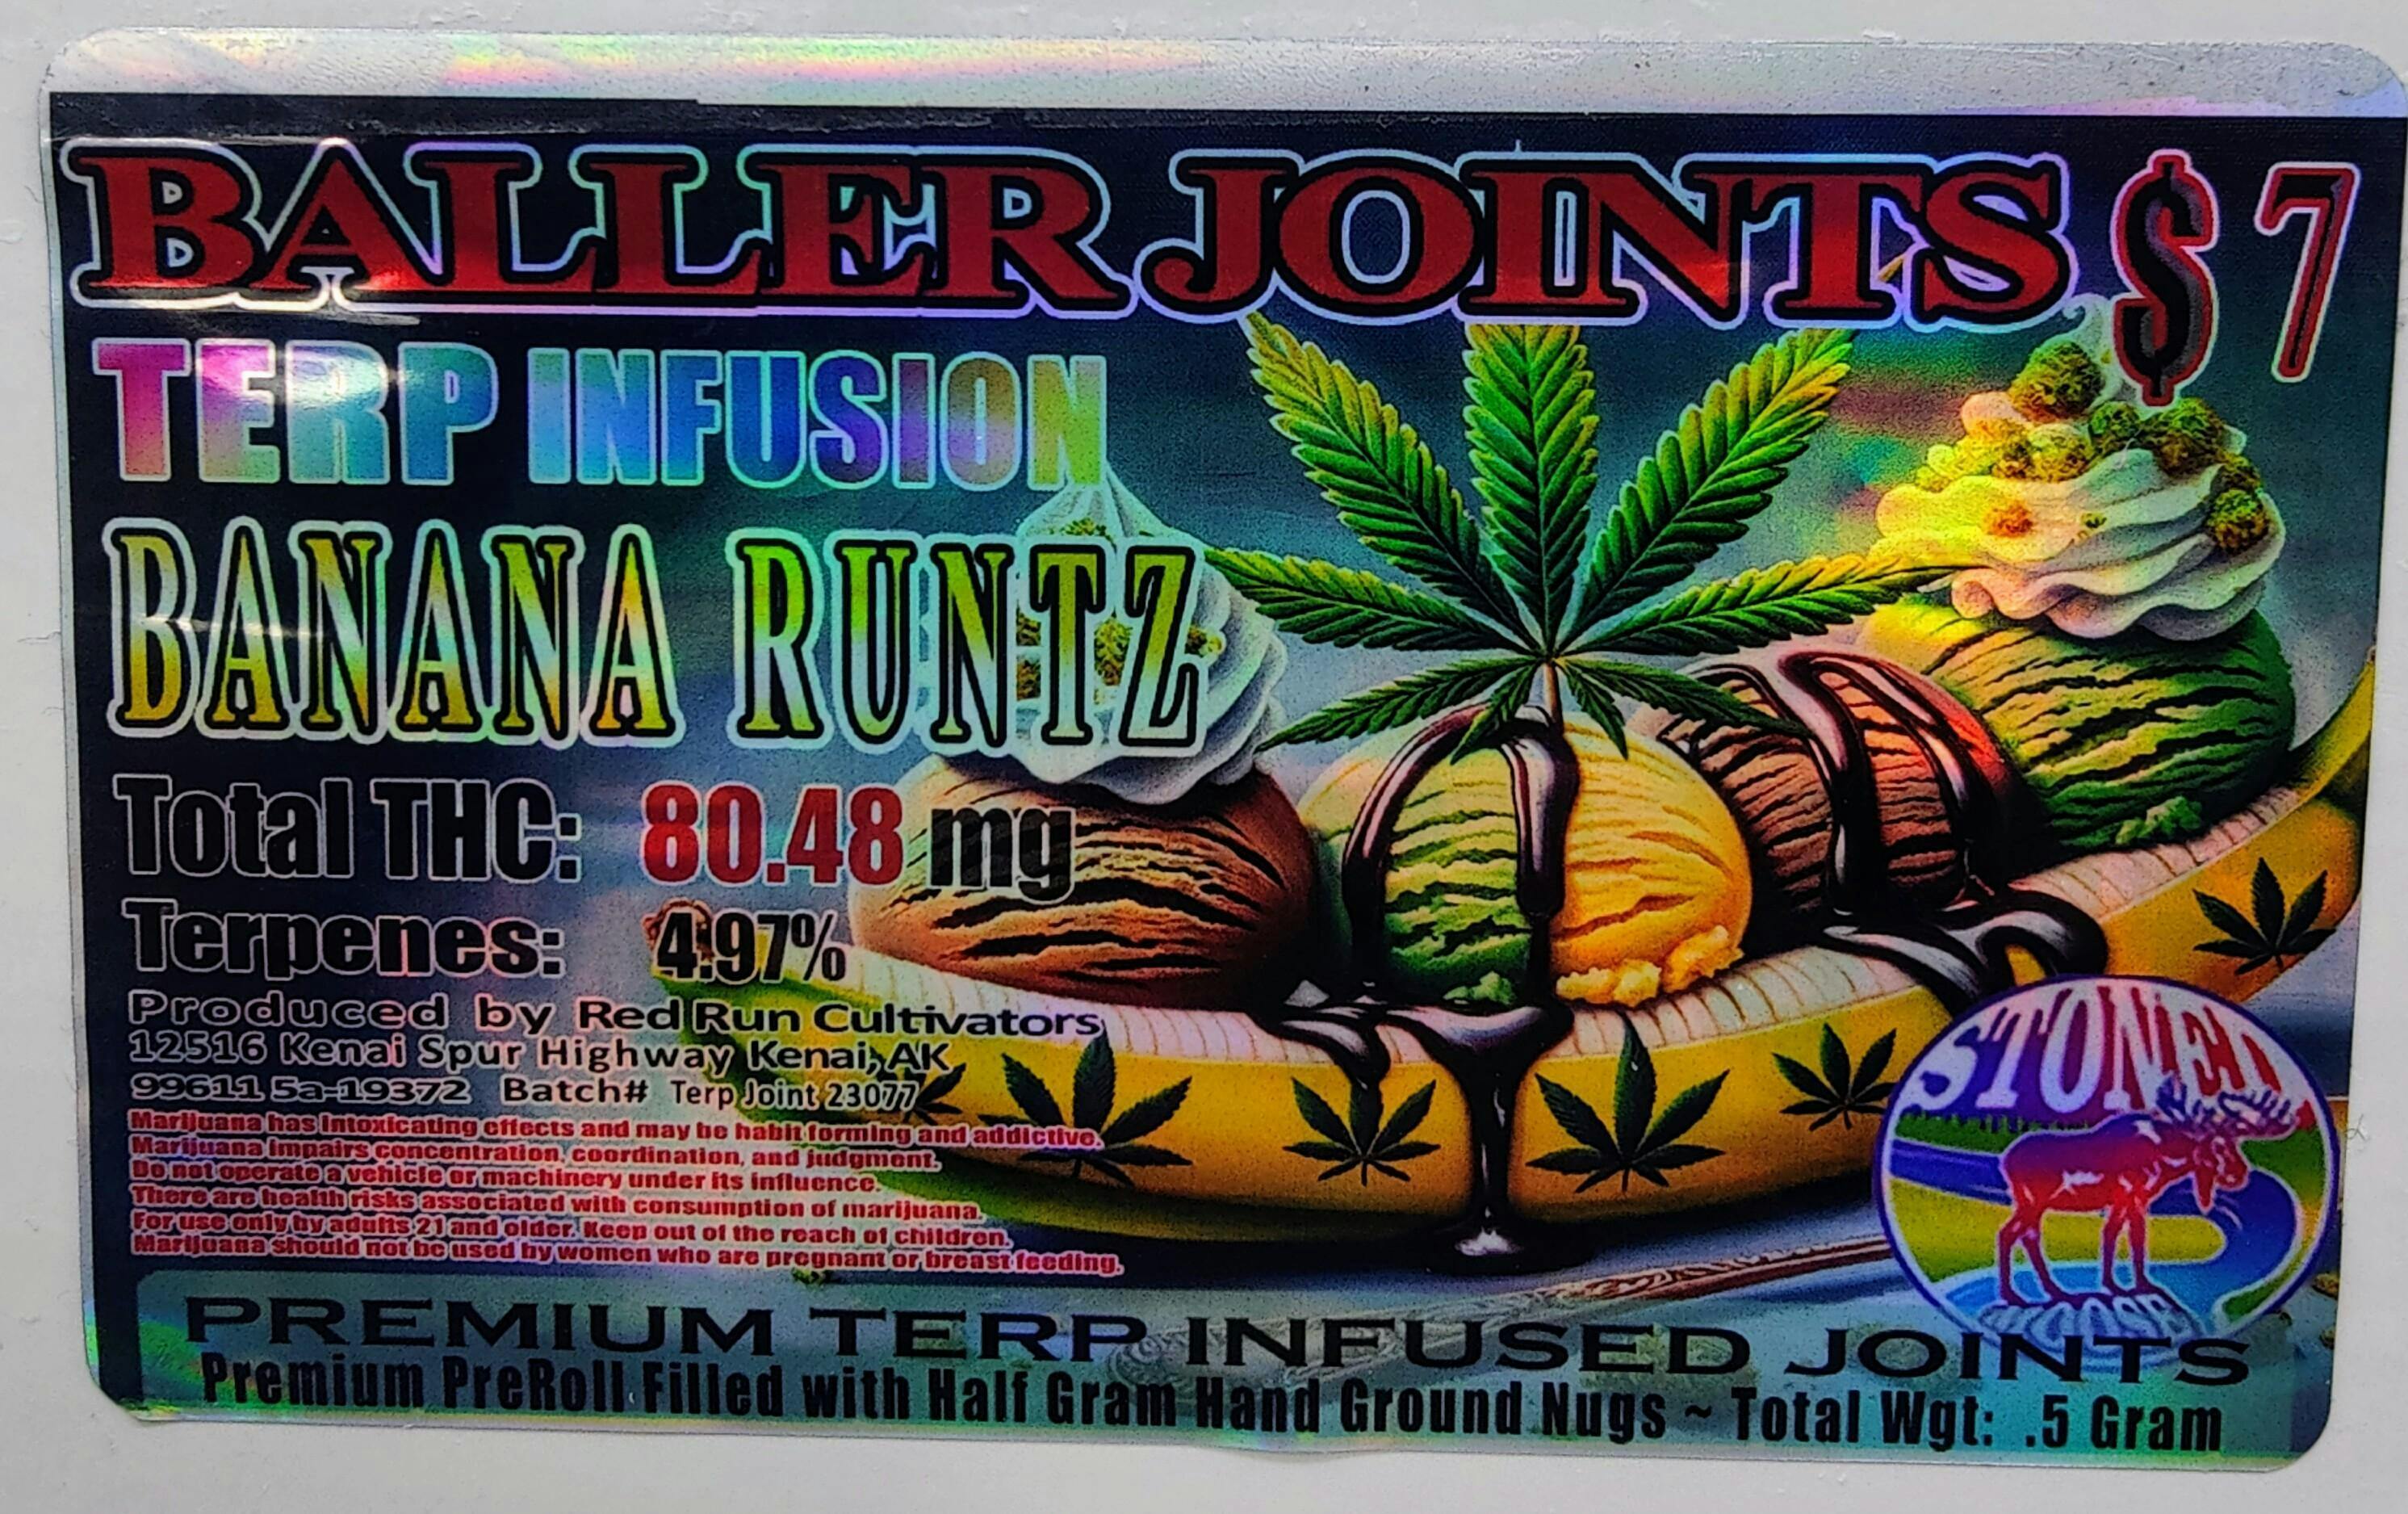 BALLER JOINTS $ 7
TERP INFUSION
BANANA RUNTZ
Total THC: 80.48 mg
Terpenes: 4.97%
Produced by Red Run Cultivators
12516 Kenai Spur Highway Kenai, AK
99611 5a-19372 Batch# Terp Joint 23077
Marijuana has intoxicating effects and may be habit forming and addictive.
Marijuana impairs concentration, coordination, and judgment.
Do not operate a vehicle or machinery under its influence.
There are health risks associated with consumption of marijuana.
For use only by adults 21 and older. Keep out of the reach of children.
Marijuana should not be used by women who are pregnant or breast feeding.
STONED
MOOSE
PREMIUM TERP INFUSED JOINTS
Premium PreRoll Filled with Half Gram Hand Ground Nugs ~ Total Wgt: .5 Gram